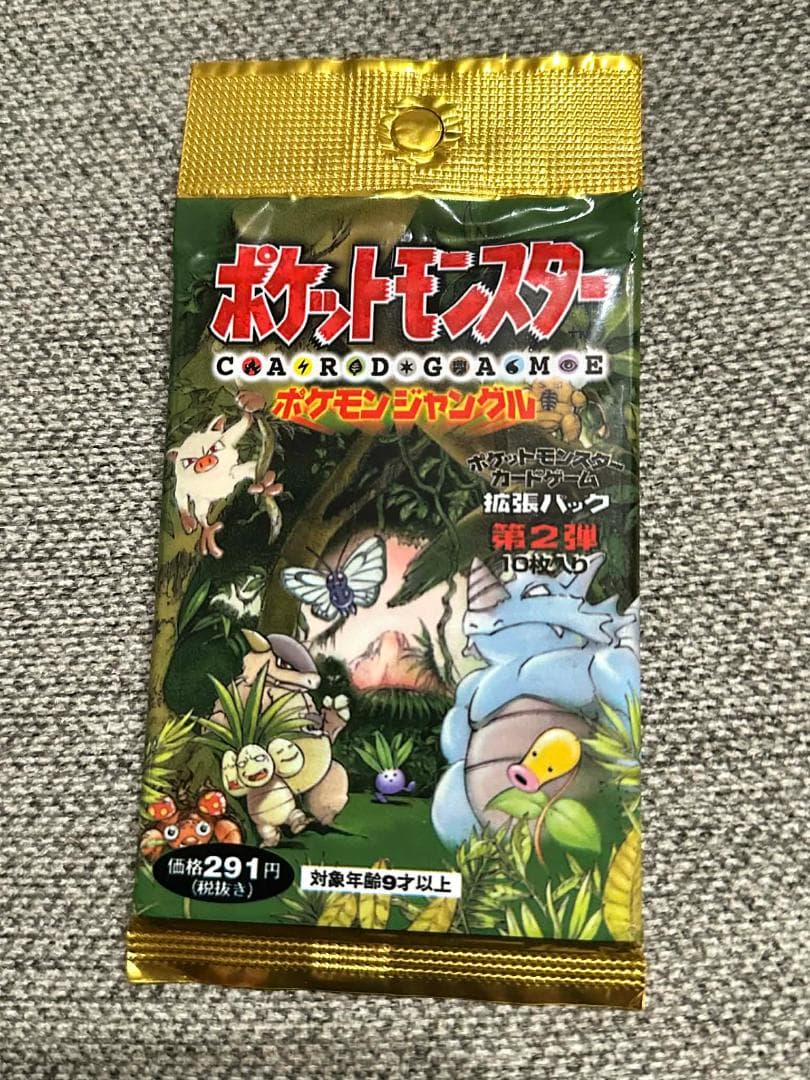 ポケットモンスター
TM
CARD GAME
ポケモンジャングル
ポケットモンスター
カードゲーム
拡張パック
第2弾
10枚入り
価格291円
(税抜き)
対象年齢9才以上